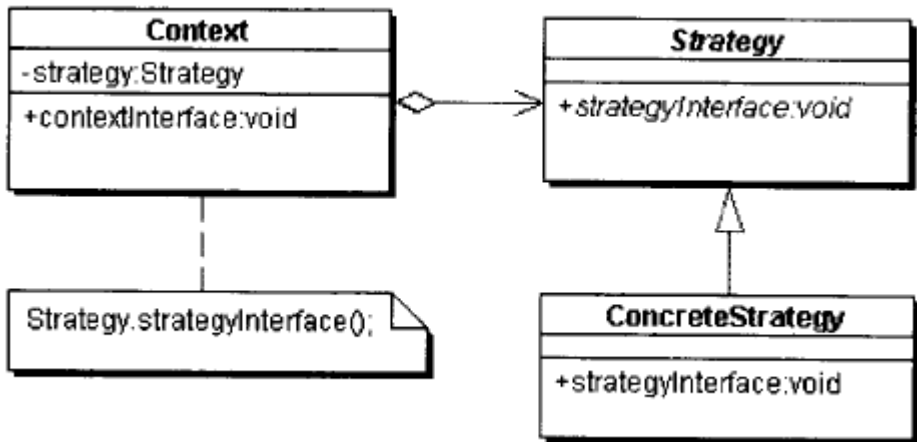 Context
-strategy:Strategy
+contextInterface:void
Strategy
+strategyInterface:void
Strategy.strategyInterface();
ConcreteStrategy
+strategyInterface:void